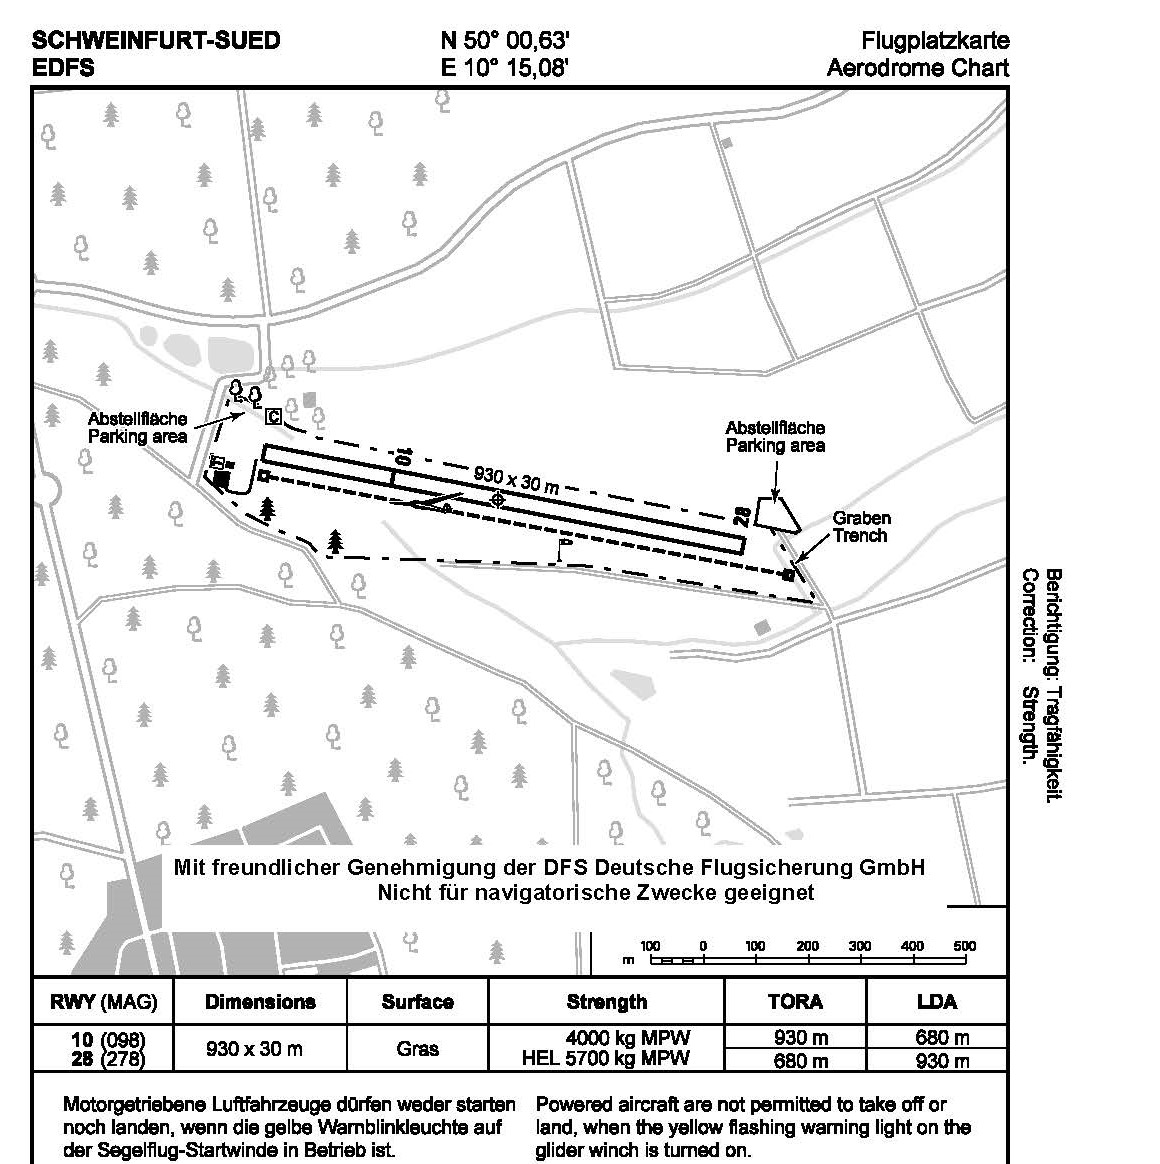 SCHWEINFURT-SUED
EDFS
N 50° 00,63'
E 10° 15,08'
Flugplatzkarte
Aerodrome Chart
Abstellfläche
Parking area
C
10
930 x 30 m
28
Abstellfläche
Parking area
Graben
Trench
Berichtigung: Tragfähigkeit.
Correction: Strength.
Mit freundlicher Genehmigung der DFS Deutsche Flugsicherung GmbH
Nicht für navigatorische Zwecke geeignet
m 100 0 100 200 300 400 500
RWY (MAG) Dimensions Surface Strength TORA LDA
10 (098)
28 (278)
930 x 30 m
Gras
4000 kg MPW
HEL 5700 kg MPW
930 m 680 m
680 m 930 m
Motorgetriebene Luftfahrzeuge dürfen weder starten
noch landen, wenn die gelbe Warnblinkleuchte auf
der Segelflug-Startwinde in Betrieb ist.
Powered aircraft are not permitted to take off or
land, when the yellow flashing warning light on the
glider winch is turned on.